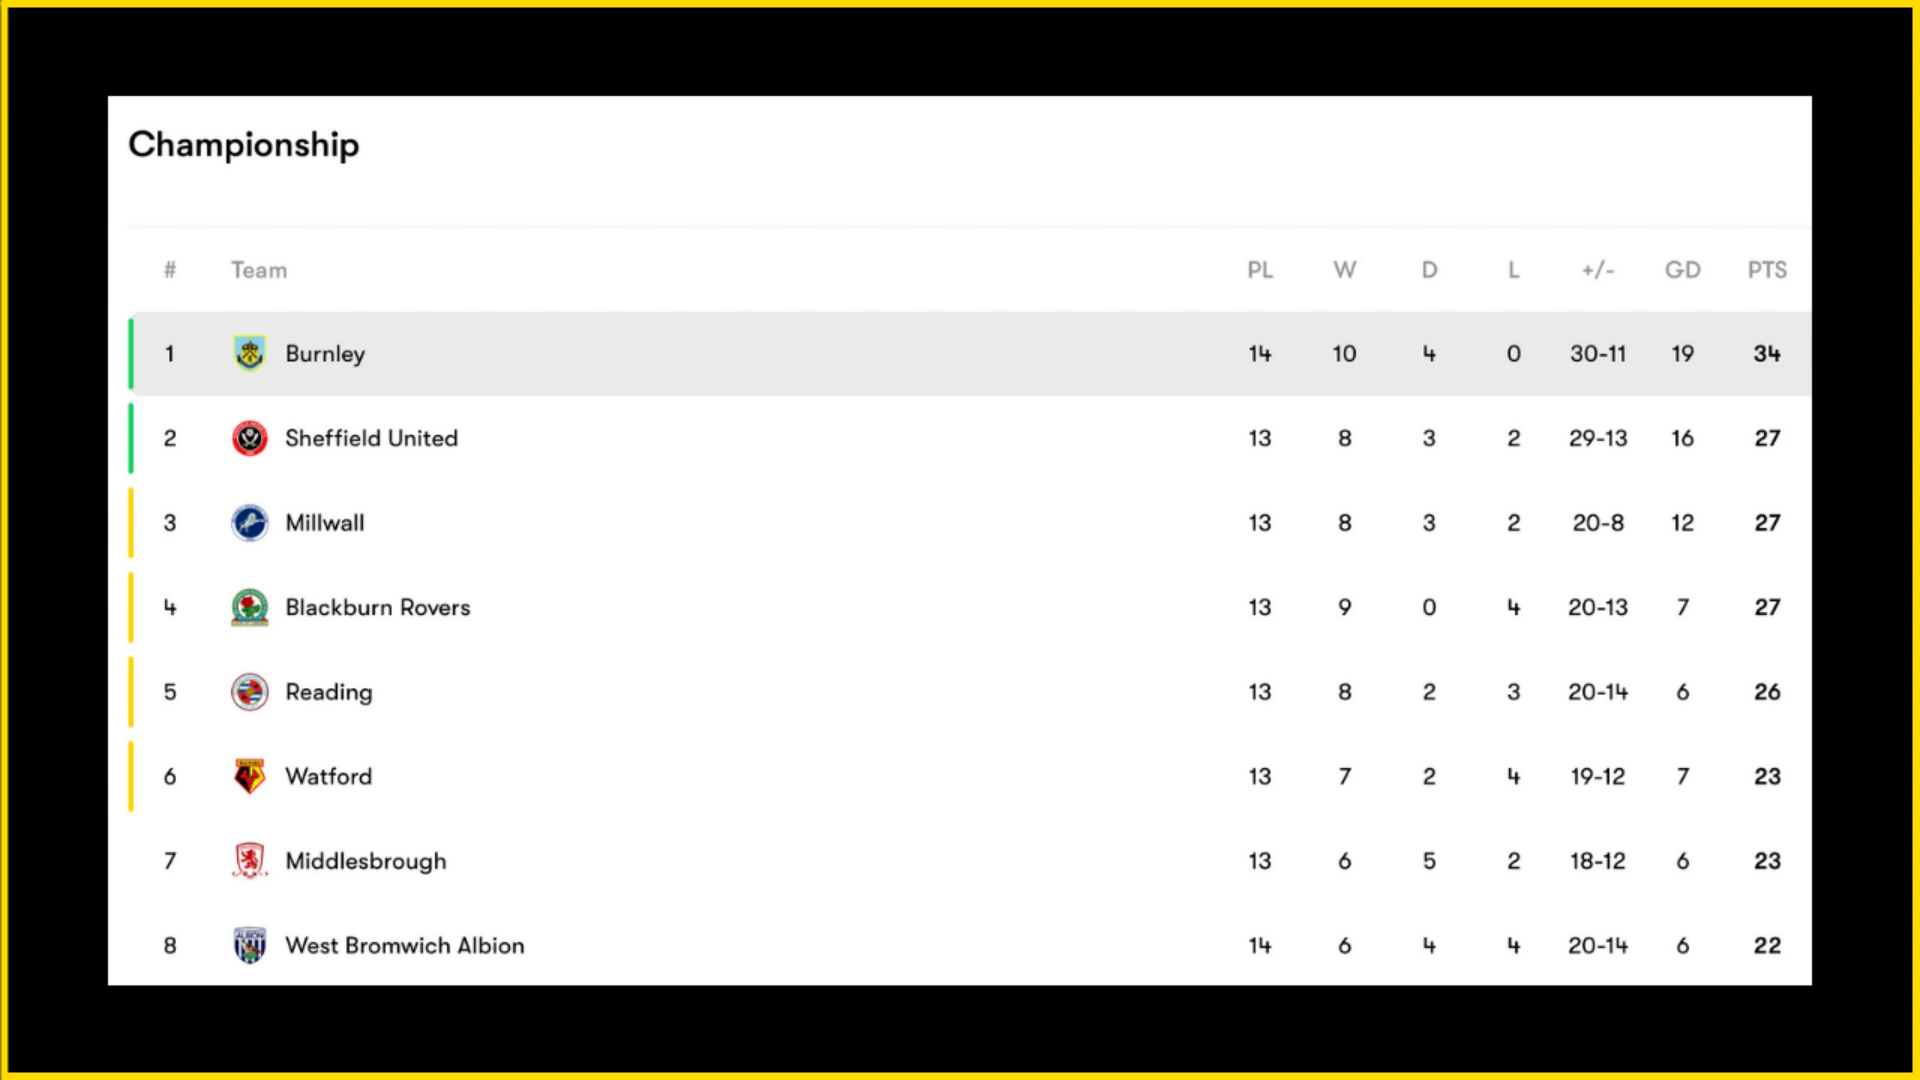 Championship
# Team PL W D L +/- GD PTS
1 Burnley 14 10 4 0 30-11 19 34
2 Sheffield United 13 8 3 2 29-13 16 27
3 Millwall 13 8 3 2 20-8 12 27
4 Blackburn Rovers 13 9 0 4 20-13 7 27
5 Reading 13 8 2 3 20-14 6 26
6 Watford 13 7 2 4 19-12 7 23
7 Middlesbrough 13 6 5 2 18-12 6 23
8 West Bromwich Albion 14 6 4 4 20-14 6 22